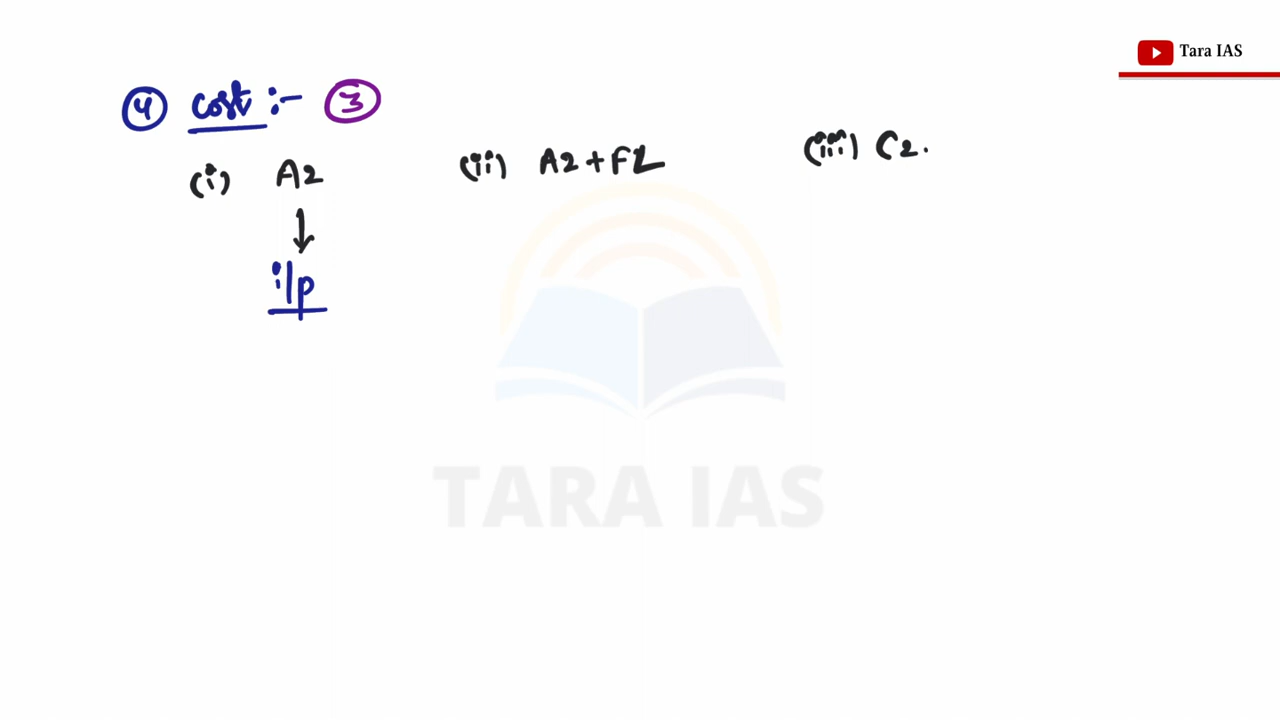 Tara IAS
4 cost :- 3
(i) A2 (ii) A2+FL (iii) C2.
i/p
TARA IAS